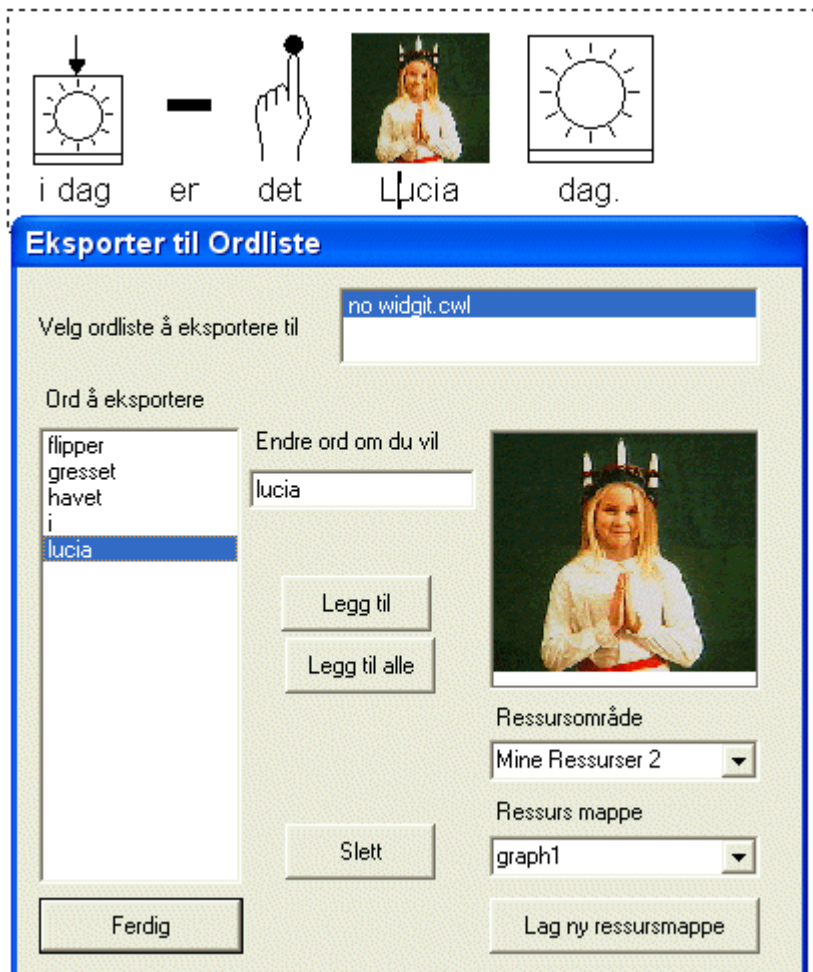 i dag er det Lucia dag.
Eksporter til Ordliste
Velg ordliste å eksportere til
no widgit.cwl
Ord å eksportere
flipper
gresset
havet
i
lucia
Endre ord om du vil
lucia
Legg til
Legg til alle
Slett
Ressursområde
Mine Ressurser 2
Ressurs mappe
graph1
Ferdig
Lag ny ressursmappe